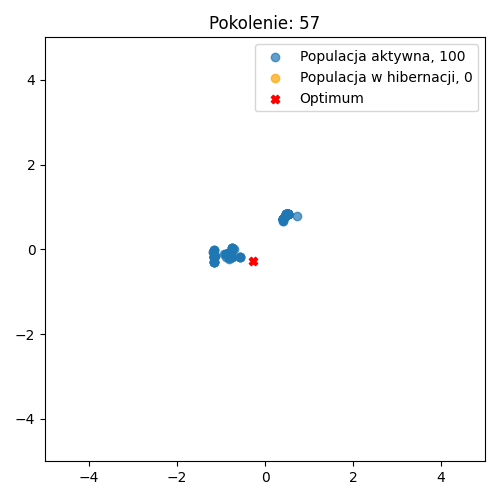 Pokolenie: 57
Populacja aktywna, 100
Populacja w hibernacji, 0
Optimum
4
2
0
−2
−4
−4 −2 0 2 4